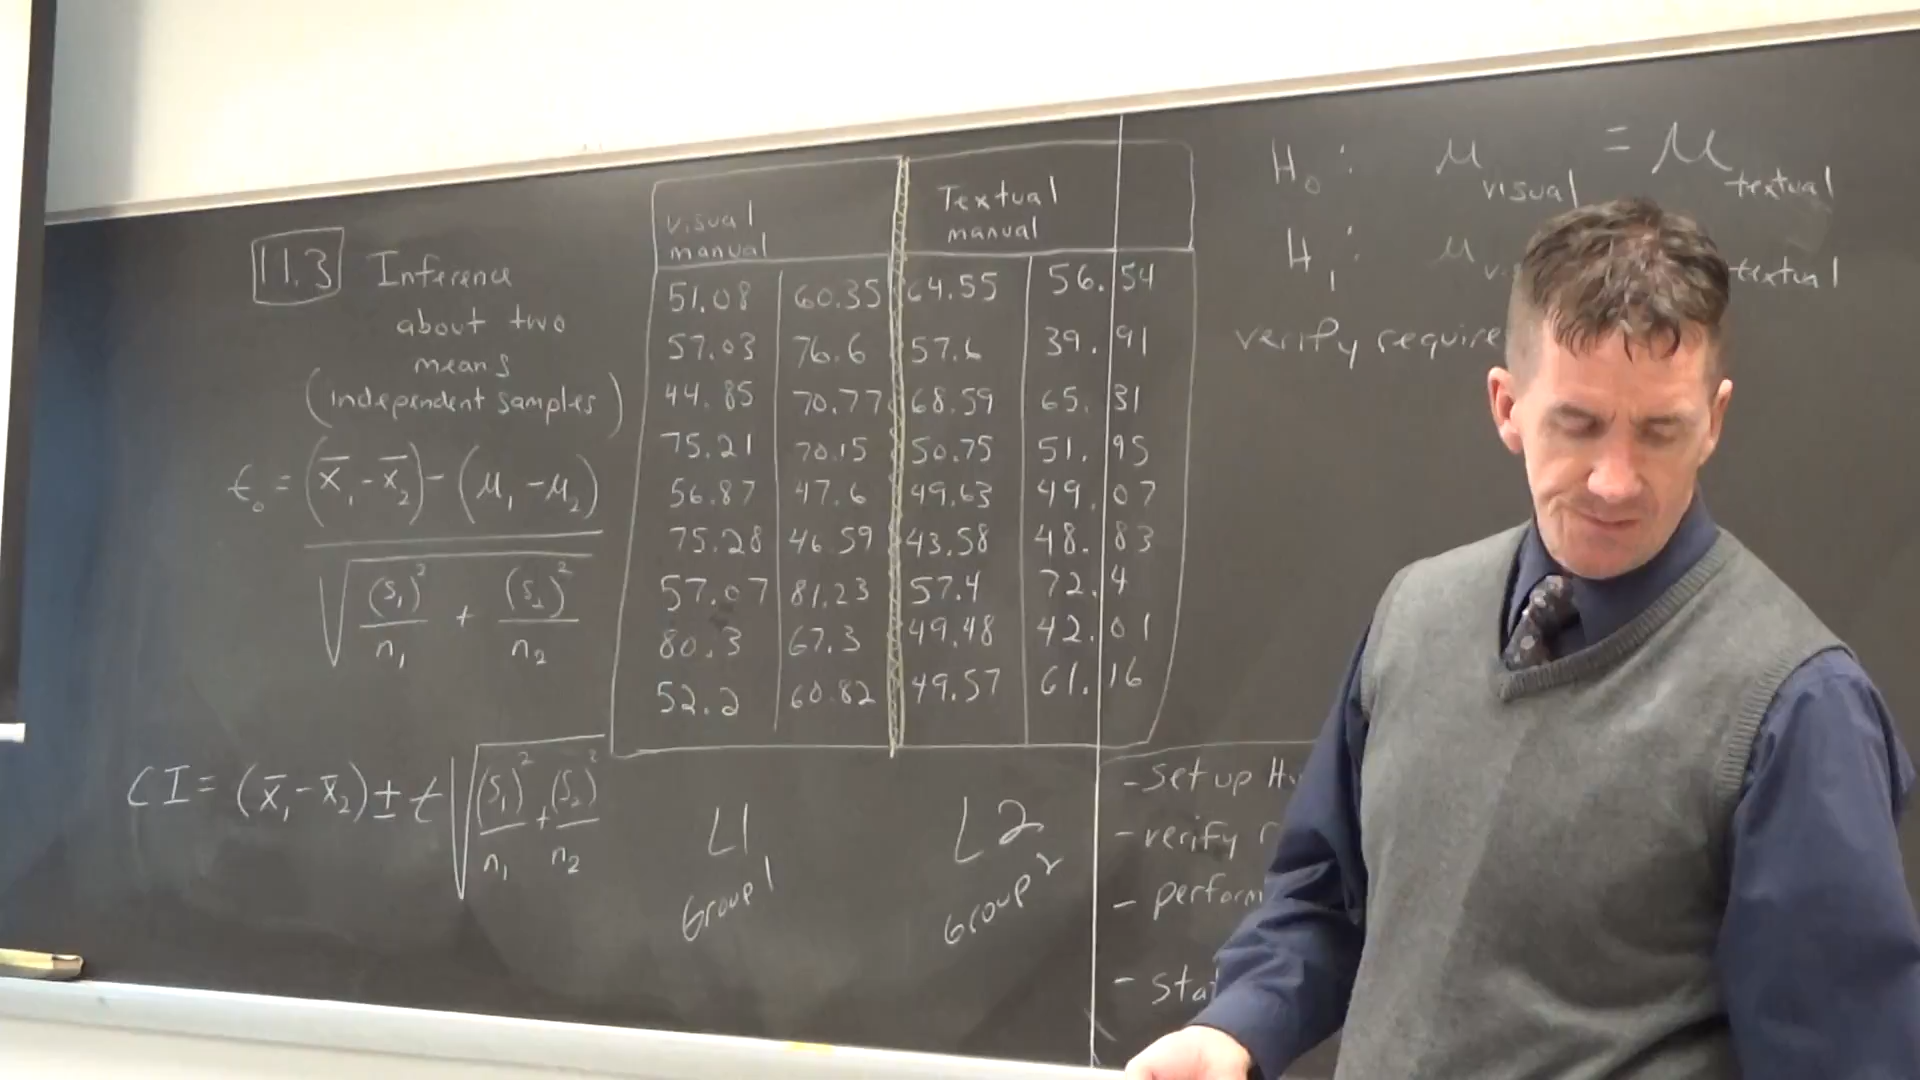 11.3 Inference
about two
means
(independent samples)
t₀ = (x̄₁ - x̄₂) - (μ₁ - μ₂)
√ (s₁)²/n₁ + (s₂)²/n₂
CI = (x̄₁ - x̄₂) ± t √ (s₁)²/n₁ + (s₂)²/n₂
visual
manual
Textual
manual
51.08 60.35 64.55 56.54
57.03 76.6 57.6 39.91
44.85 70.77 68.59 65.31
75.21 70.15 50.75 51.95
56.87 47.6 49.63 49.07
75.28 46.59 43.58 48.83
57.07 81.23 57.4 72.4
80.3 67.3 49.48 42.01
52.2 60.82 49.57 61.16
L1 L2
Group 1 Group 2
H₀: μ visual = μ textual
H₁: μ textual
verify
- Set up
- verify
-
-